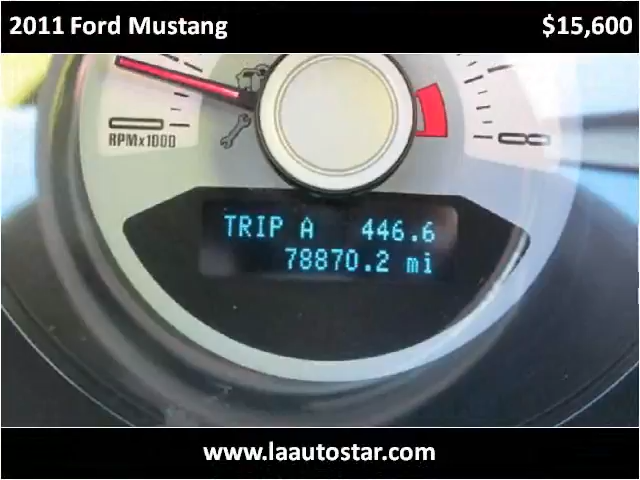 2011 Ford Mustang $15,600
RPMx1000
TRIP A 446.6
78870.2 mi
www.laautostar.com